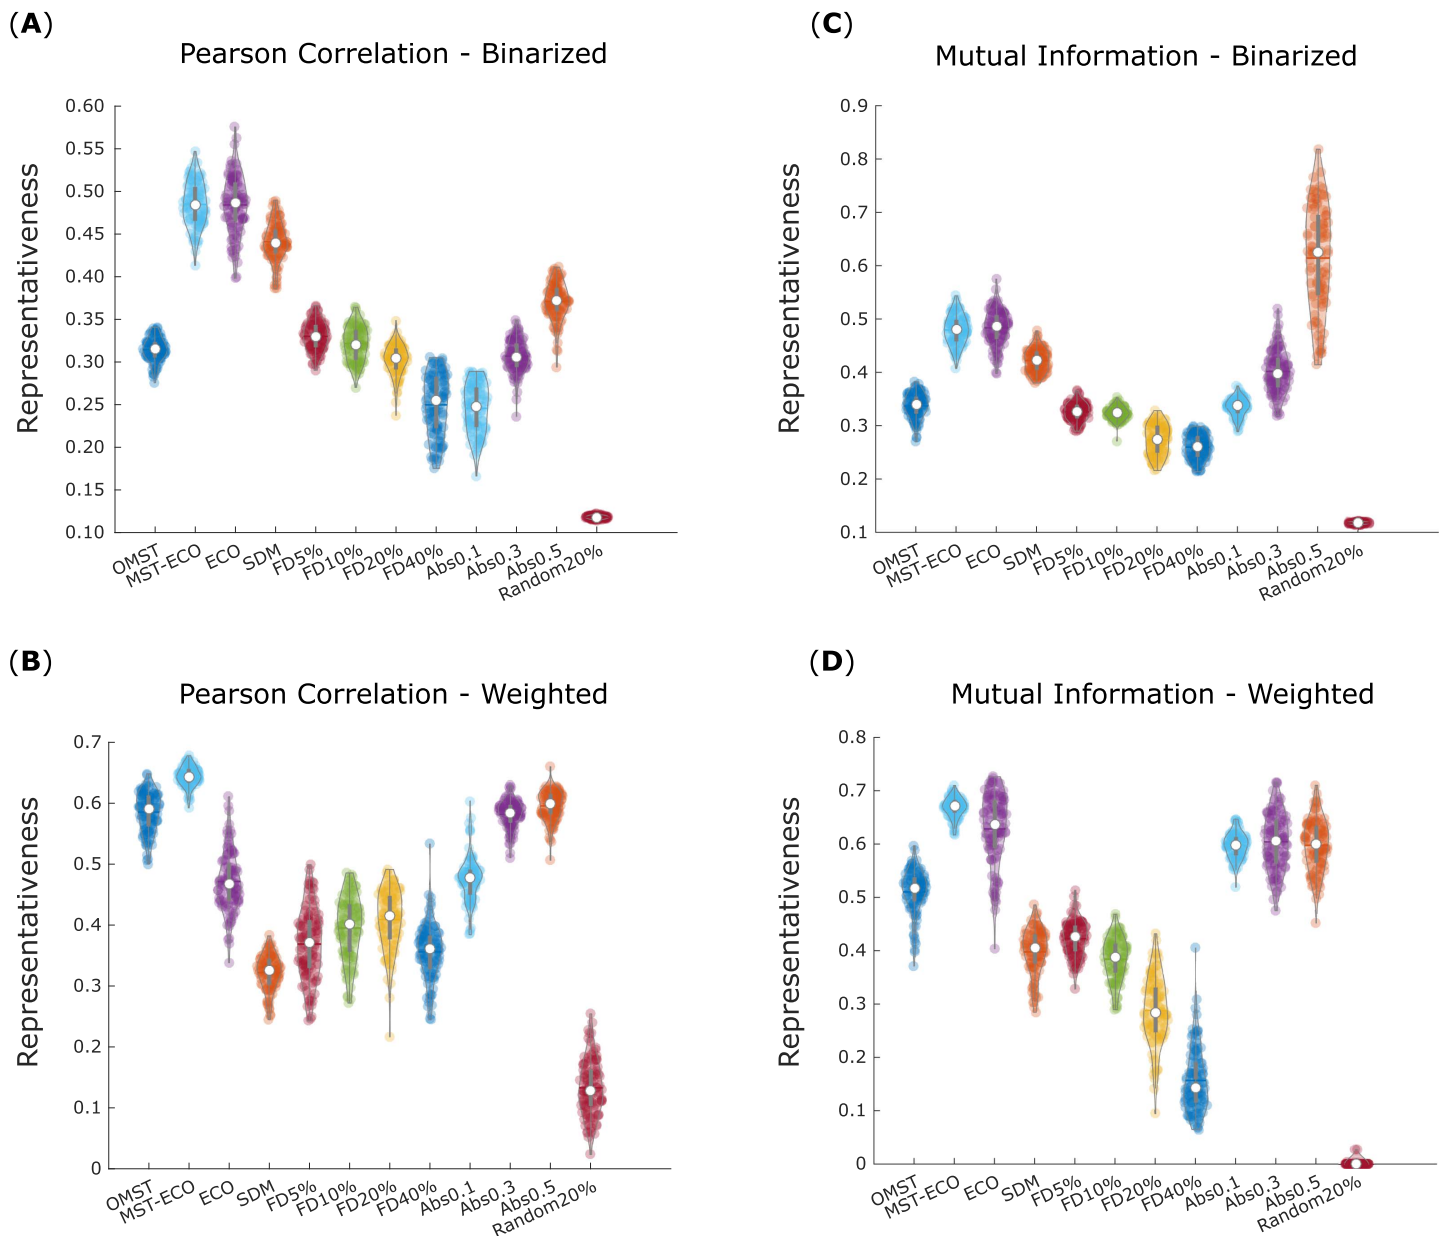 (A)
Pearson Correlation - Binarized
Representativeness
0.60
0.55
0.50
0.45
0.40
0.35
0.30
0.25
0.20
0.15
0.10
OMST
MST-ECO
ECO
SDM
FD5%
FD10%
FD20%
FD40%
Abs0.1
Abs0.3
Abs0.5
Random20%
(C)
Mutual Information - Binarized
Representativeness
0.9
0.8
0.7
0.6
0.5
0.4
0.3
0.2
0.1
OMST
MST-ECO
ECO
SDM
FD5%
FD10%
FD20%
FD40%
Abs0.1
Abs0.3
Abs0.5
Random20%
(B)
Pearson Correlation - Weighted
Representativeness
0.7
0.6
0.5
0.4
0.3
0.2
0.1
0
OMST
MST-ECO
ECO
SDM
FD5%
FD10%
FD20%
FD40%
Abs0.1
Abs0.3
Abs0.5
Random20%
(D)
Mutual Information - Weighted
Representativeness
0.8
0.7
0.6
0.5
0.4
0.3
0.2
0.1
0
OMST
MST-ECO
ECO
SDM
FD5%
FD10%
FD20%
FD40%
Abs0.1
Abs0.3
Abs0.5
Random20%